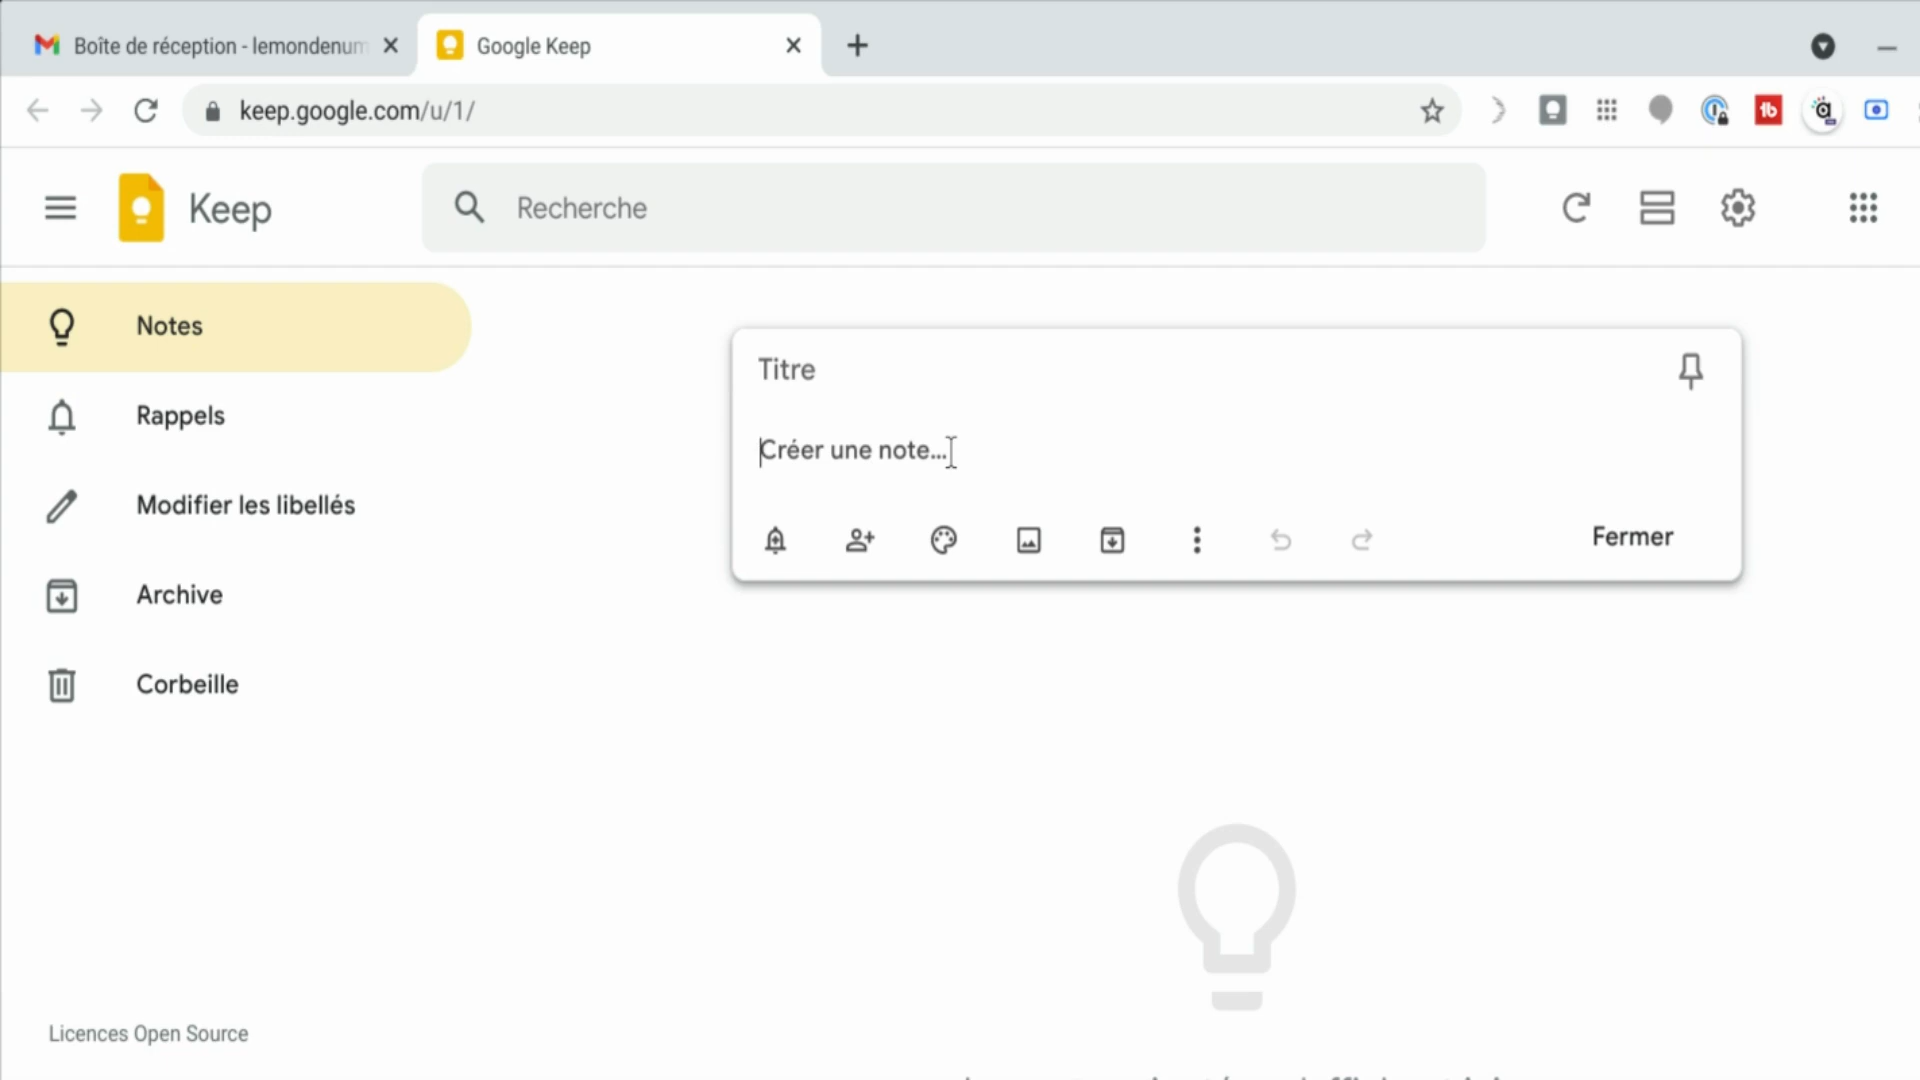 Boîte de réception - lemondenum
Google Keep
keep.google.com/u/1/
Keep
Recherche
Notes
Titre
Rappels
Créer une note...
Modifier les libellés
Fermer
Archive
Corbeille
Licences Open Source